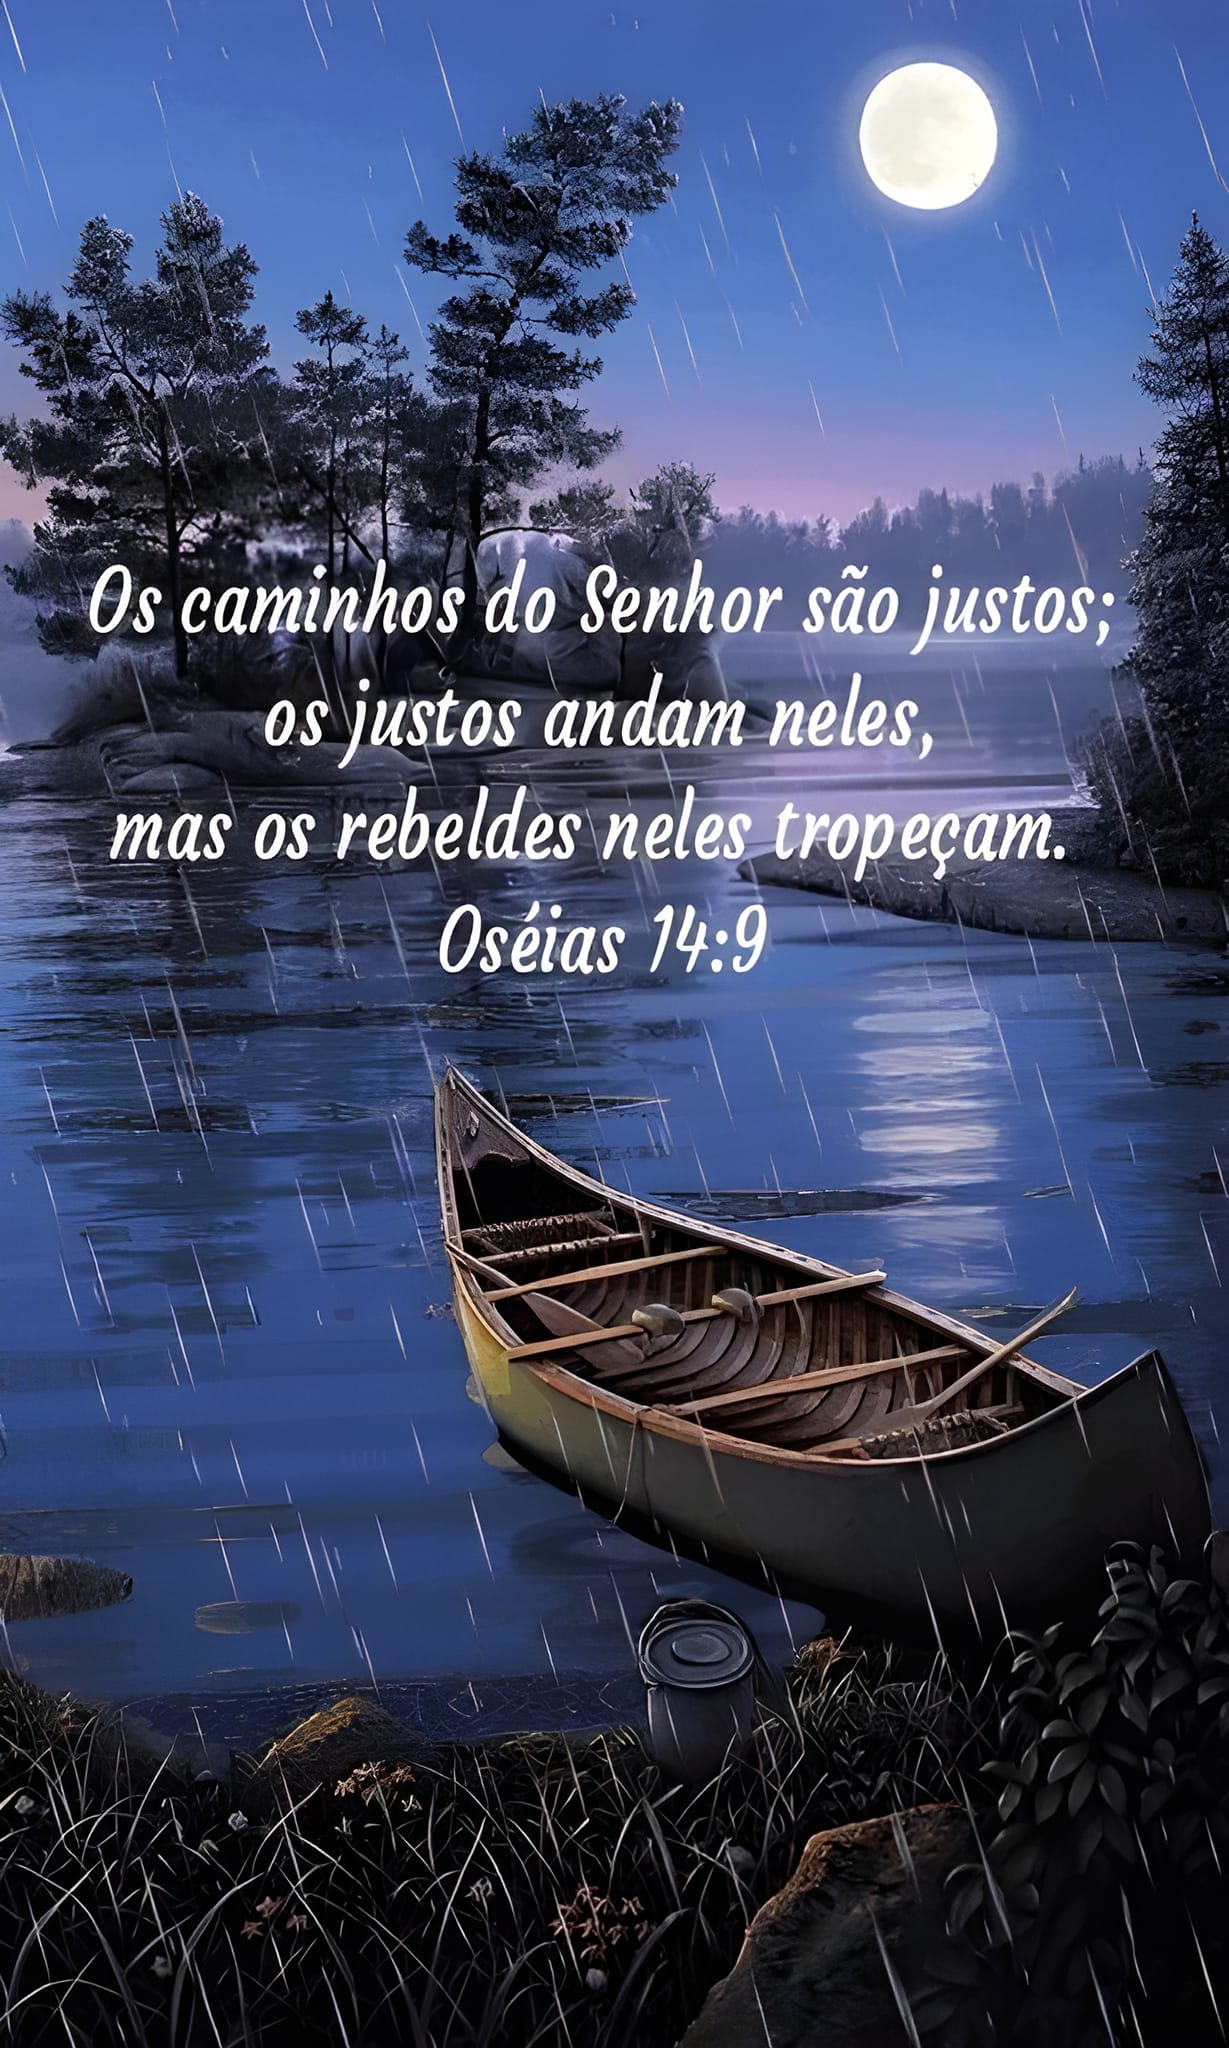 Os caminhos do Senhor são justos;
os justos andam neles,
mas os rebeldes neles tropeçam.
Oséias 14:9